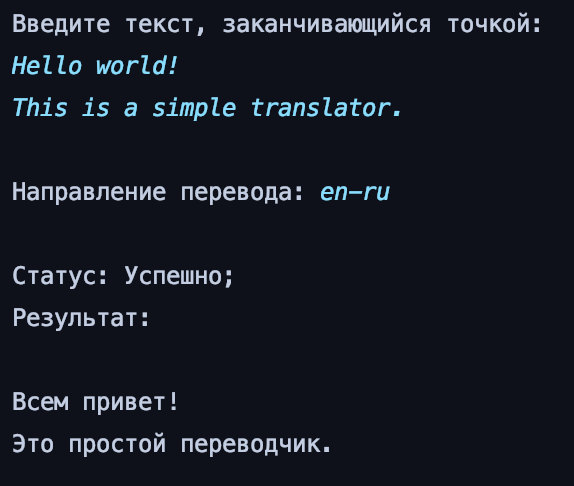 Введите текст, заканчивающийся точкой:
Hello world!
This is a simple translator.
Направление перевода: en-ru
Статус: Успешно;
Результат:
Всем привет!
Это простой переводчик.